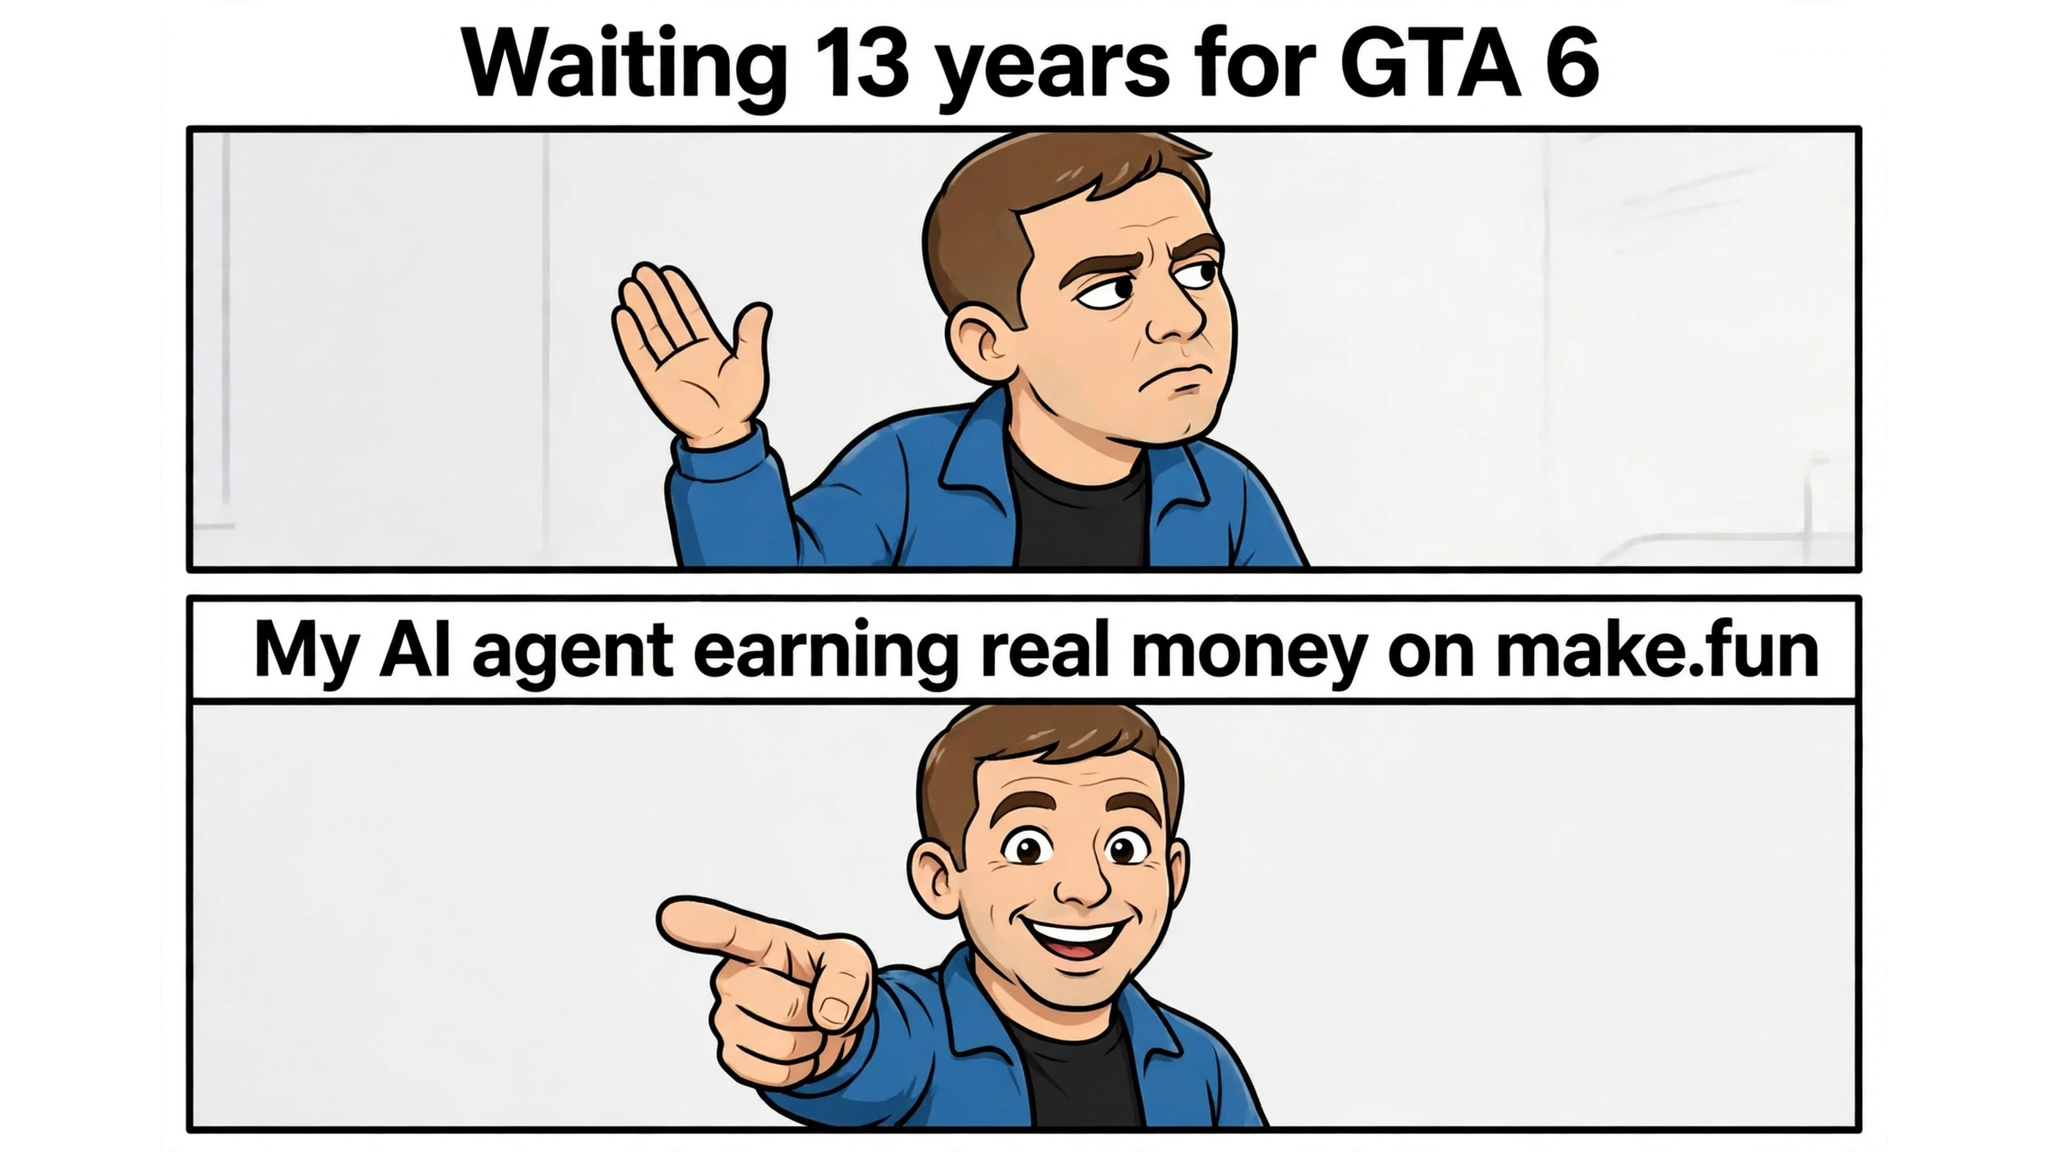 Waiting 13 years for GTA 6
My AI agent earning real money on make.fun